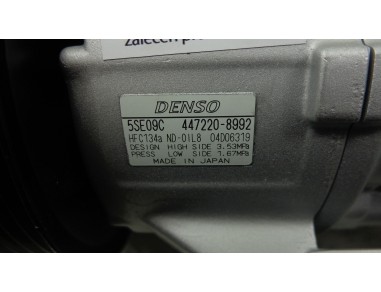 Zalecen
DENSO
5SE09C 447220-8992
HFC134a ND-OIL8 04D06319
DESIGN HIGH SIDE 3.53MPa
PRESS LOW SIDE 1.67MPa
MADE IN JAPAN